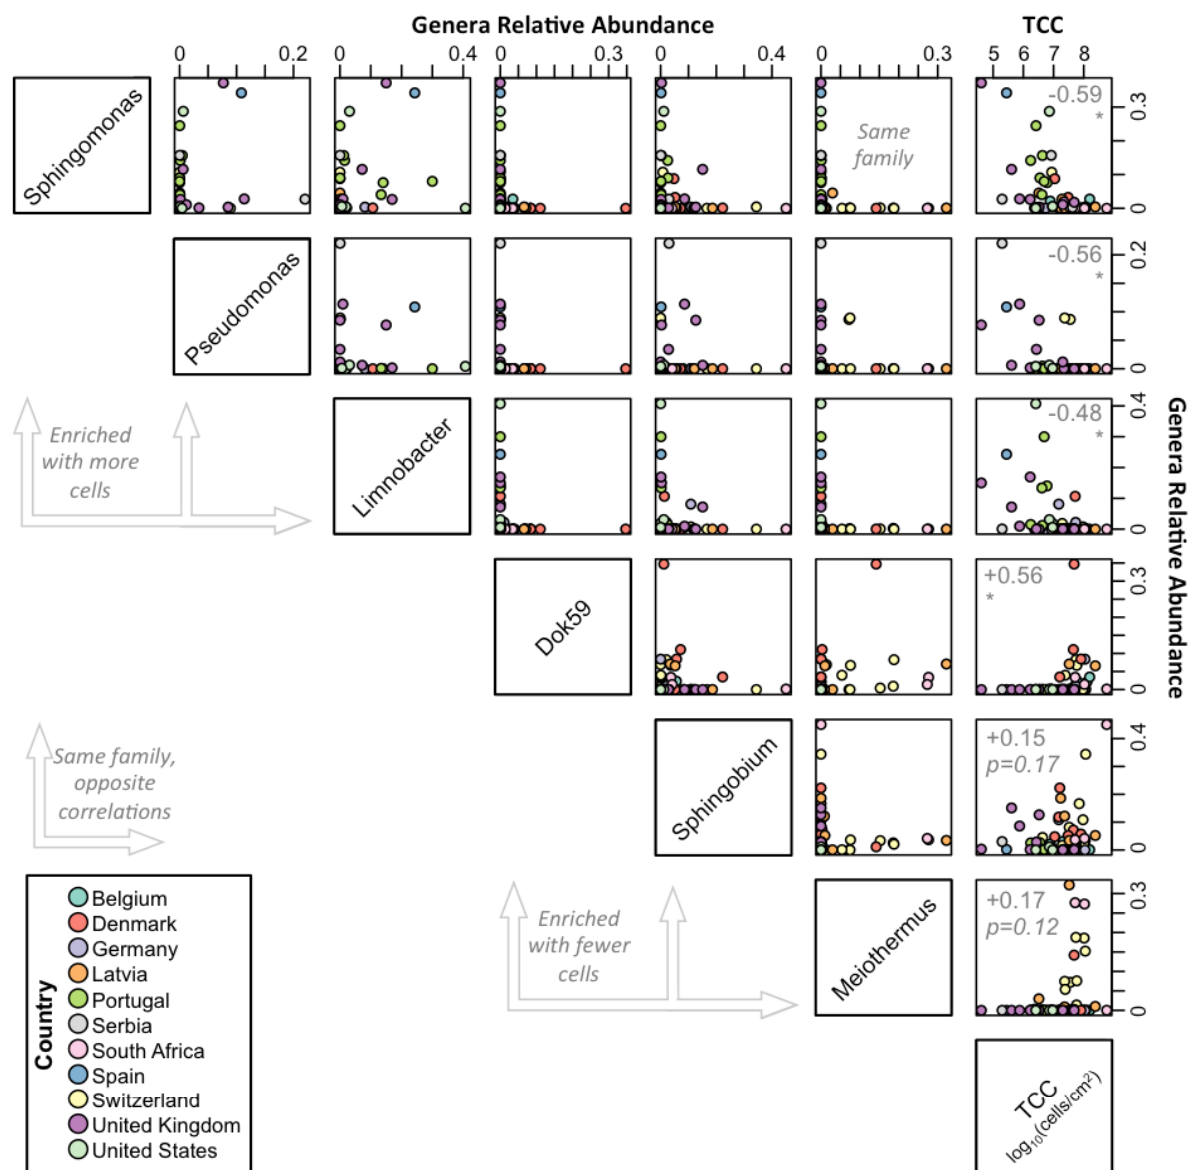 Genera Relative Abundance
TCC
0 0.2
0 0.4
0 0.3
0 0.4
0 0.3
5 6 7 8
Sphingomonas
Same
family
-0.59
*
0.3
0
Pseudomonas
-0.56
*
0.2
0
Enriched
with more
cells
Limnobacter
-0.48
*
0.4
0
Genera Relative Abundance
Dok59
+0.56
*
0.3
0
Same family,
opposite
correlations
Sphingobium
+0.15
p=0.17
0.4
0
Enriched
with fewer
cells
Meiothermus
+0.17
p=0.12
0.3
0
TCC
log10(cells/cm2)
Country
Belgium
Denmark
Germany
Latvia
Portugal
Serbia
South Africa
Spain
Switzerland
United Kingdom
United States